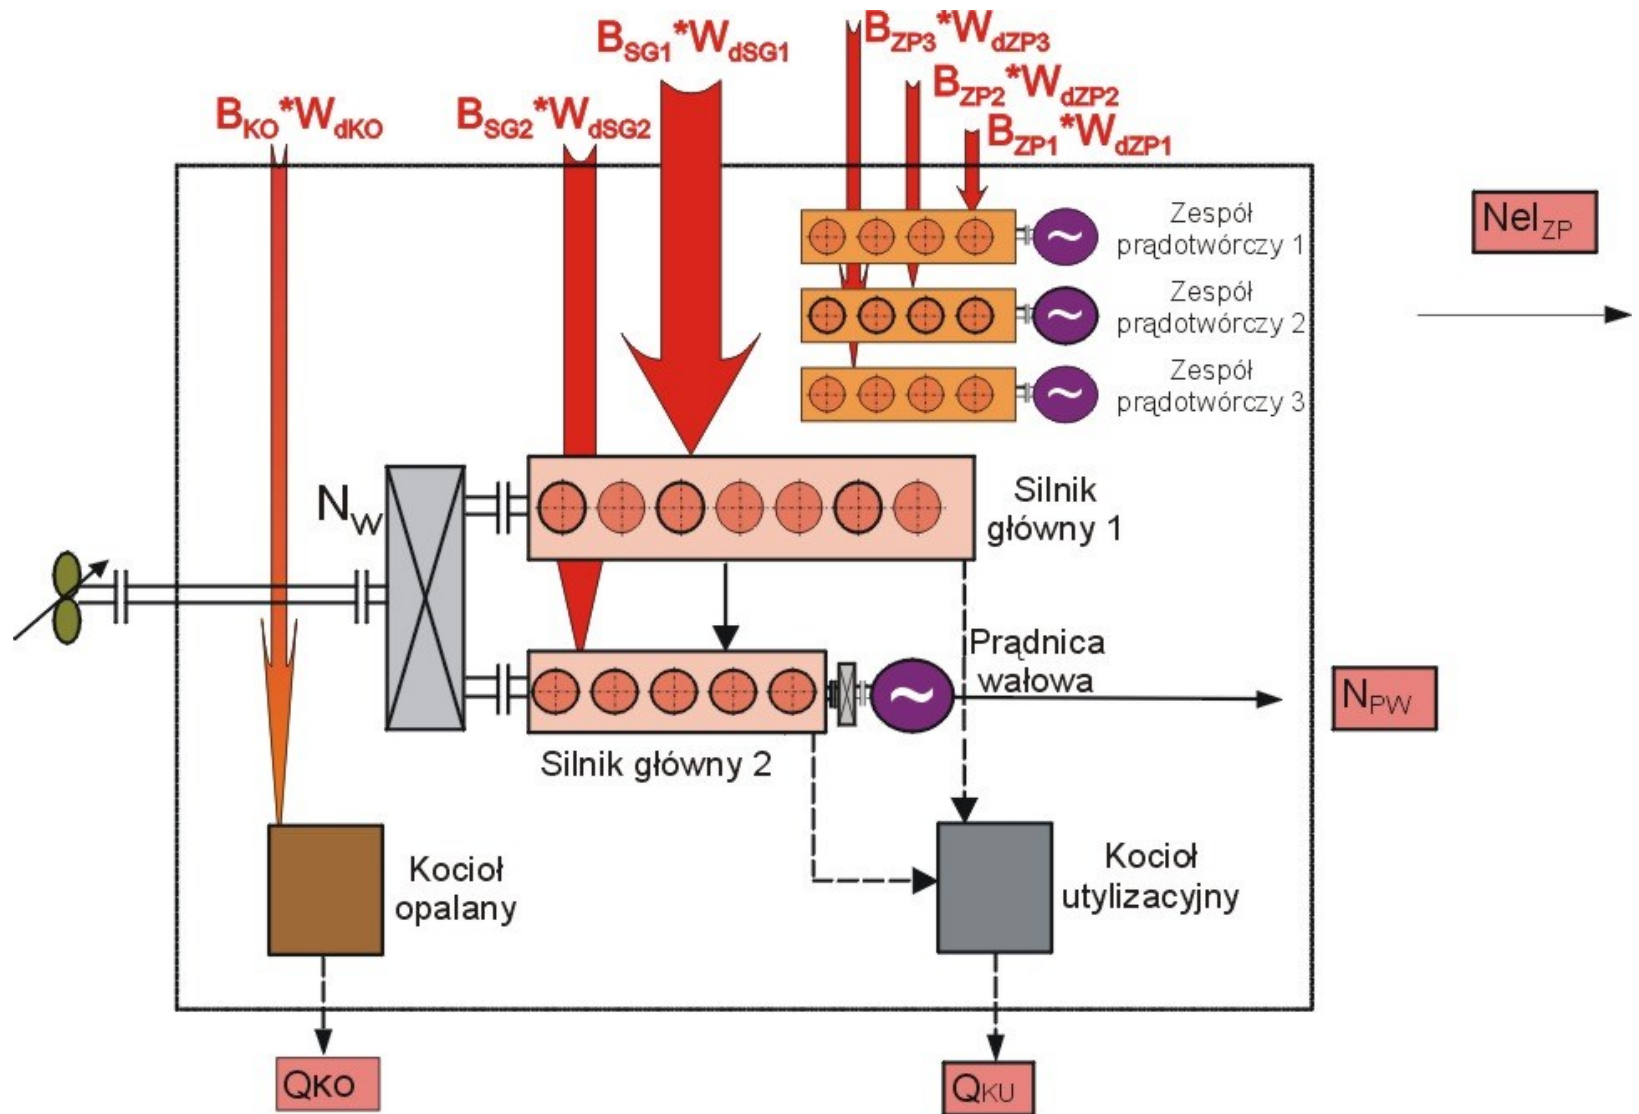 B_SG1*W_dSG1
B_ZP3*W_dZP3
B_ZP2*W_dZP2
B_KO*W_dKO
B_SG2*W_dSG2
B_ZP1*W_dZP1
Zespół
prądotwórczy 1
Nel_ZP
~
Zespół
prądotwórczy 2
~
Zespół
prądotwórczy 3
~
N_W
Silnik
główny 1
Prądnica
wałowa
~
N_PW
Silnik główny 2
Kocioł
opalany
Kocioł
utylizacyjny
QKO
Q_KU